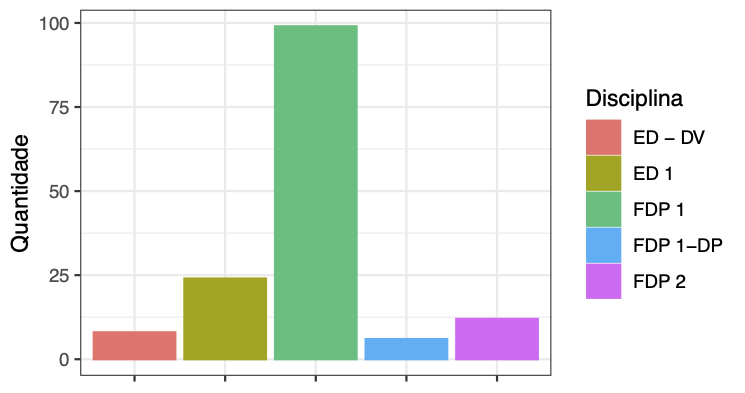 Quantidade
100
75
50
25
0
Disciplina
ED − DV
ED 1
FDP 1
FDP 1−DP
FDP 2